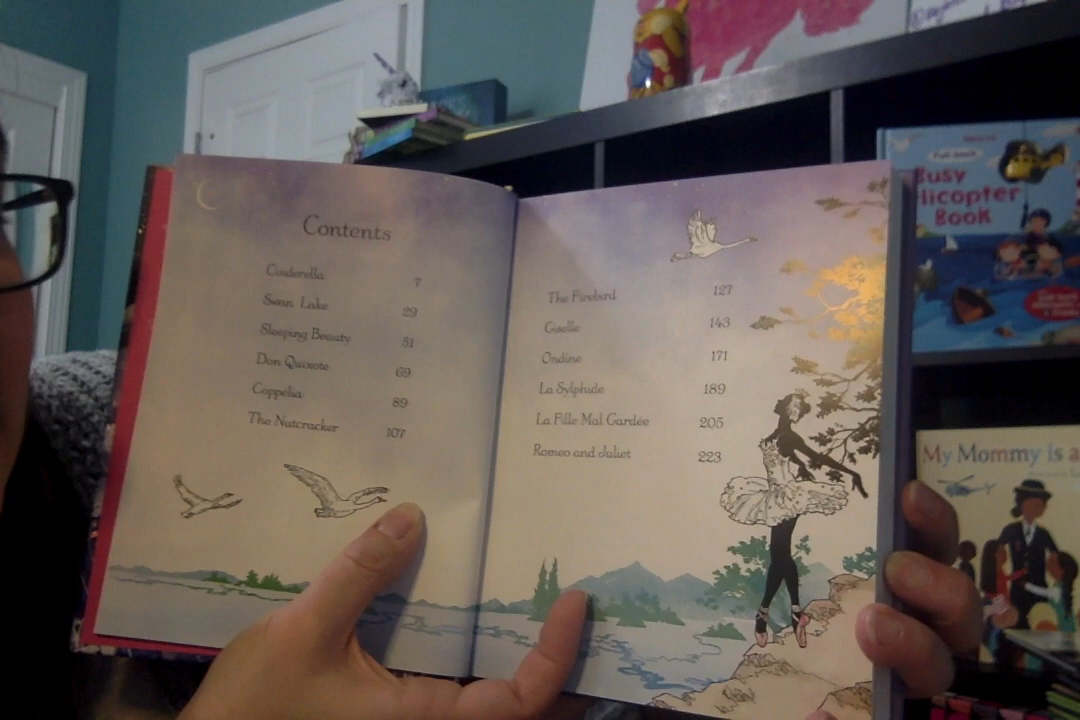 Contents
Cinderella 7
Swan Lake 29
Sleeping Beauty 51
Don Quixote 69
Coppélia 89
The Nutcracker 107
The Firebird 127
Giselle 143
Ondine 171
La Sylphide 189
La Fille Mal Gardée 205
Romeo and Juliet 223
Busy
Helicopter
Book
My Mommy is a